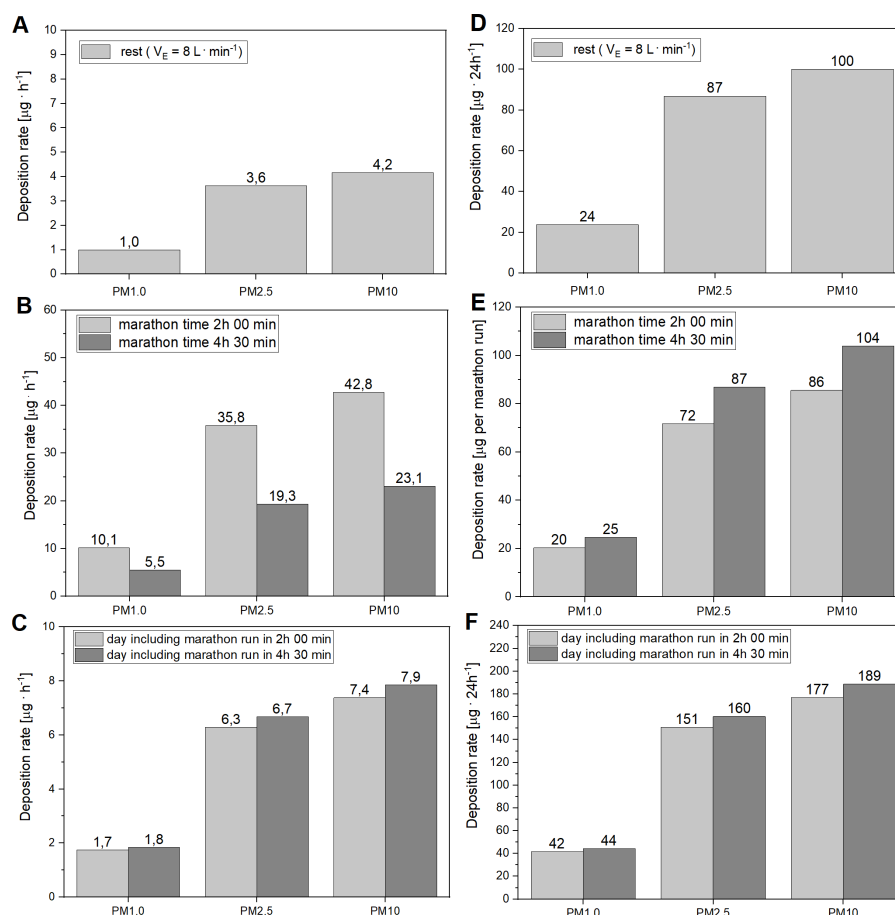 A
Deposition rate [µg · h⁻¹]
10
9
8
7
6
5
4
3
2
1
0
rest ( V_E = 8 L · min⁻¹)
1,0
3,6
4,2
PM1.0
PM2.5
PM10
D
Deposition rate [µg · 24h⁻¹]
120
100
80
60
40
20
0
rest ( V_E = 8 L · min⁻¹)
24
87
100
PM1.0
PM2.5
PM10
B
Deposition rate [µg · h⁻¹]
60
50
40
30
20
10
0
marathon time 2h 00 min
marathon time 4h 30 min
10,1
5,5
35,8
19,3
42,8
23,1
PM1.0
PM2.5
PM10
E
Deposition rate [µg per marathon run]
120
100
80
60
40
20
0
marathon time 2h 00 min
marathon time 4h 30 min
20
25
72
87
86
104
PM1.0
PM2.5
PM10
C
Deposition rate [µg · h⁻¹]
10
8
6
4
2
0
day including marathon run in 2h 00 min
day including marathon run in 4h 30 min
1,7
1,8
6,3
6,7
7,4
7,9
PM1.0
PM2.5
PM10
F
Deposition rate [µg · 24h⁻¹]
240
220
200
180
160
140
120
100
80
60
40
20
0
day including marathon run in 2h 00 min
day including marathon run in 4h 30 min
42
44
151
160
177
189
PM1.0
PM2.5
PM10